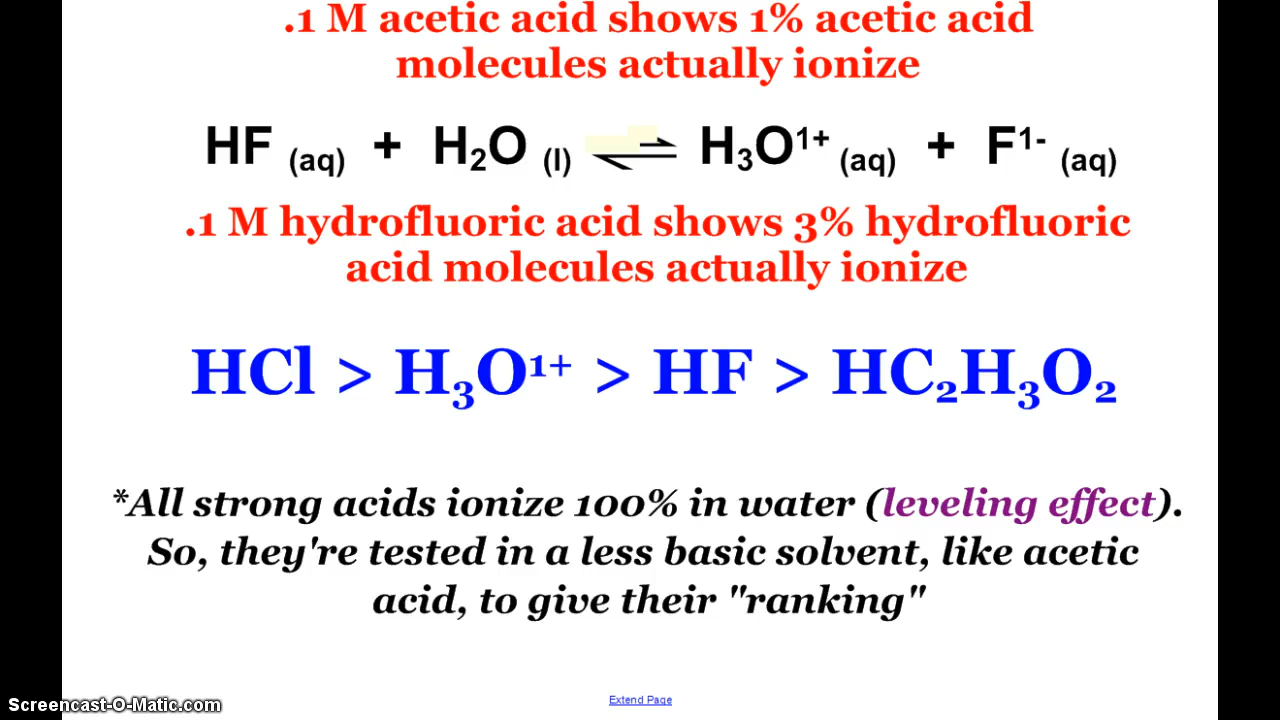 .1 M acetic acid shows 1% acetic acid
molecules actually ionize
HF (aq) + H₂O (l) ⇌ H₃O¹⁺ (aq) + F¹⁻ (aq)
.1 M hydrofluoric acid shows 3% hydrofluoric
acid molecules actually ionize
HCl > H₃O¹⁺ > HF > HC₂H₃O₂
*All strong acids ionize 100% in water (leveling effect).
So, they're tested in a less basic solvent, like acetic
acid, to give their "ranking"
Extend Page
Screencast-O-Matic.com